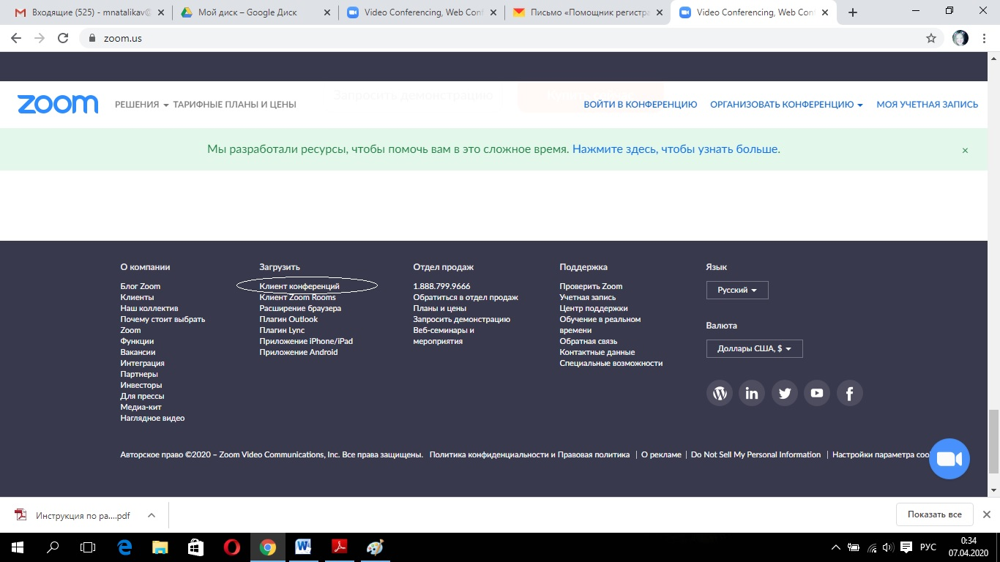 Входящие (525) - mnatalikav@
Мой диск – Google Диск
Video Conferencing, Web Conf
Письмо «Помощник регистра
Video Conferencing, Web Conf
zoom.us
zoom
РЕШЕНИЯ
ТАРИФНЫЕ ПЛАНЫ И ЦЕНЫ
Запросить демонстрацию
ВОЙТИ В КОНФЕРЕНЦИЮ
ОРГАНИЗОВАТЬ КОНФЕРЕНЦИЮ
МОЯ УЧЕТНАЯ ЗАПИСЬ
Мы разработали ресурсы, чтобы помочь вам в это сложное время. Нажмите здесь, чтобы узнать больше.
О компании
Блог Zoom
Клиенты
Наш коллектив
Почему стоит выбрать
Zoom
Функции
Вакансии
Интеграция
Партнеры
Инвесторы
Для прессы
Медиа-кит
Наглядное видео
Загрузить
Клиент конференций
Клиент Zoom Rooms
Расширение браузера
Плагин Outlook
Плагин Lync
Приложение iPhone/iPad
Приложение Android
Отдел продаж
1.888.799.9666
Обратиться в отдел продаж
Планы и цены
Запросить демонстрацию
Веб-семинары и
мероприятия
Поддержка
Проверить Zoom
Учетная запись
Центр поддержки
Обучение в реальном
времени
Обратная связь
Контактные данные
Специальные возможности
Язык
Русский
Валюта
Доллары США, $
Авторское право ©2020 – Zoom Video Communications, Inc. Все права защищены. Политика конфиденциальности и Правовая политика | О рекламе | Do Not Sell My Personal Information | Настройки параметра соо
Инструкция по ра....pdf
Показать все
РУС
0:34
07.04.2020